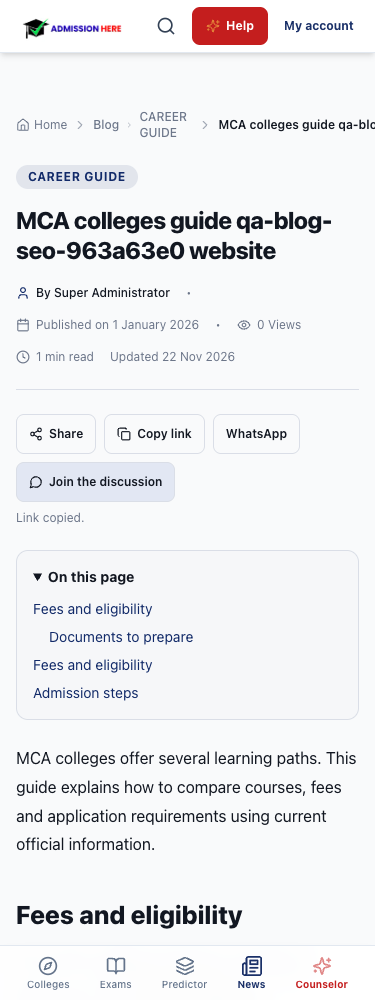 ADMISSION HERE
Help
My account
Home
Blog
CAREER
GUIDE
MCA colleges guide qa-blo
CAREER GUIDE
MCA colleges guide qa-blog-
seo-963a63e0 website
By Super Administrator •
Published on 1 January 2026 • 0 Views
1 min read Updated 22 Nov 2026
Share
Copy link
WhatsApp
Join the discussion
Link copied.
▼ On this page
Fees and eligibility
Documents to prepare
Fees and eligibility
Admission steps
MCA colleges offer several learning paths. This
guide explains how to compare courses, fees
and application requirements using current
official information.
Fees and eligibility
Colleges
Exams
Predictor
News
Counselor